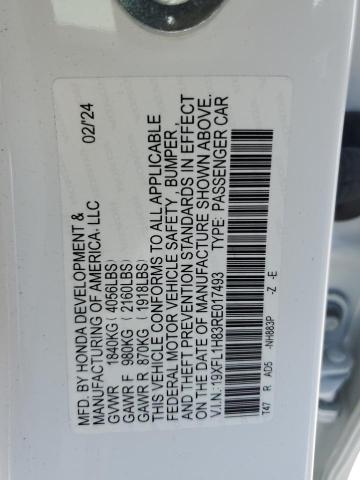 MFD. BY HONDA DEVELOPMENT & 02/'24
MANUFACTURING OF AMERICA, LLC
GVWR 1840KG (4056LBS)
GAWR F 980KG (2160LBS)
GAWR R 870KG (1918LBS)
THIS VEHICLE CONFORMS TO ALL APPLICABLE
FEDERAL MOTOR VEHICLE SAFETY, BUMPER,
AND THEFT PREVENTION STANDARDS IN EFFECT
ON THE DATE OF MANUFACTURE SHOWN ABOVE.
V.I.N.:19XFL1H83RE017493 TYPE: PASSENGER CAR
T47 R AD5 -NH883P -Z -E